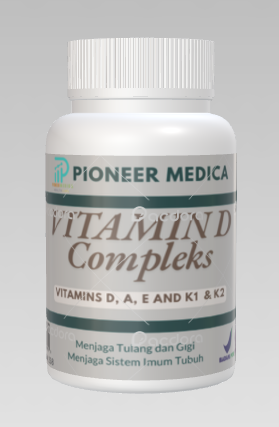 PIONEER MEDICA
VITAMIN D
Compleks
VITAMINS D, A, E AND K1 & K2
Menjaga Tulang dan Gigi
Menjaga Sistem Imum Tubuh